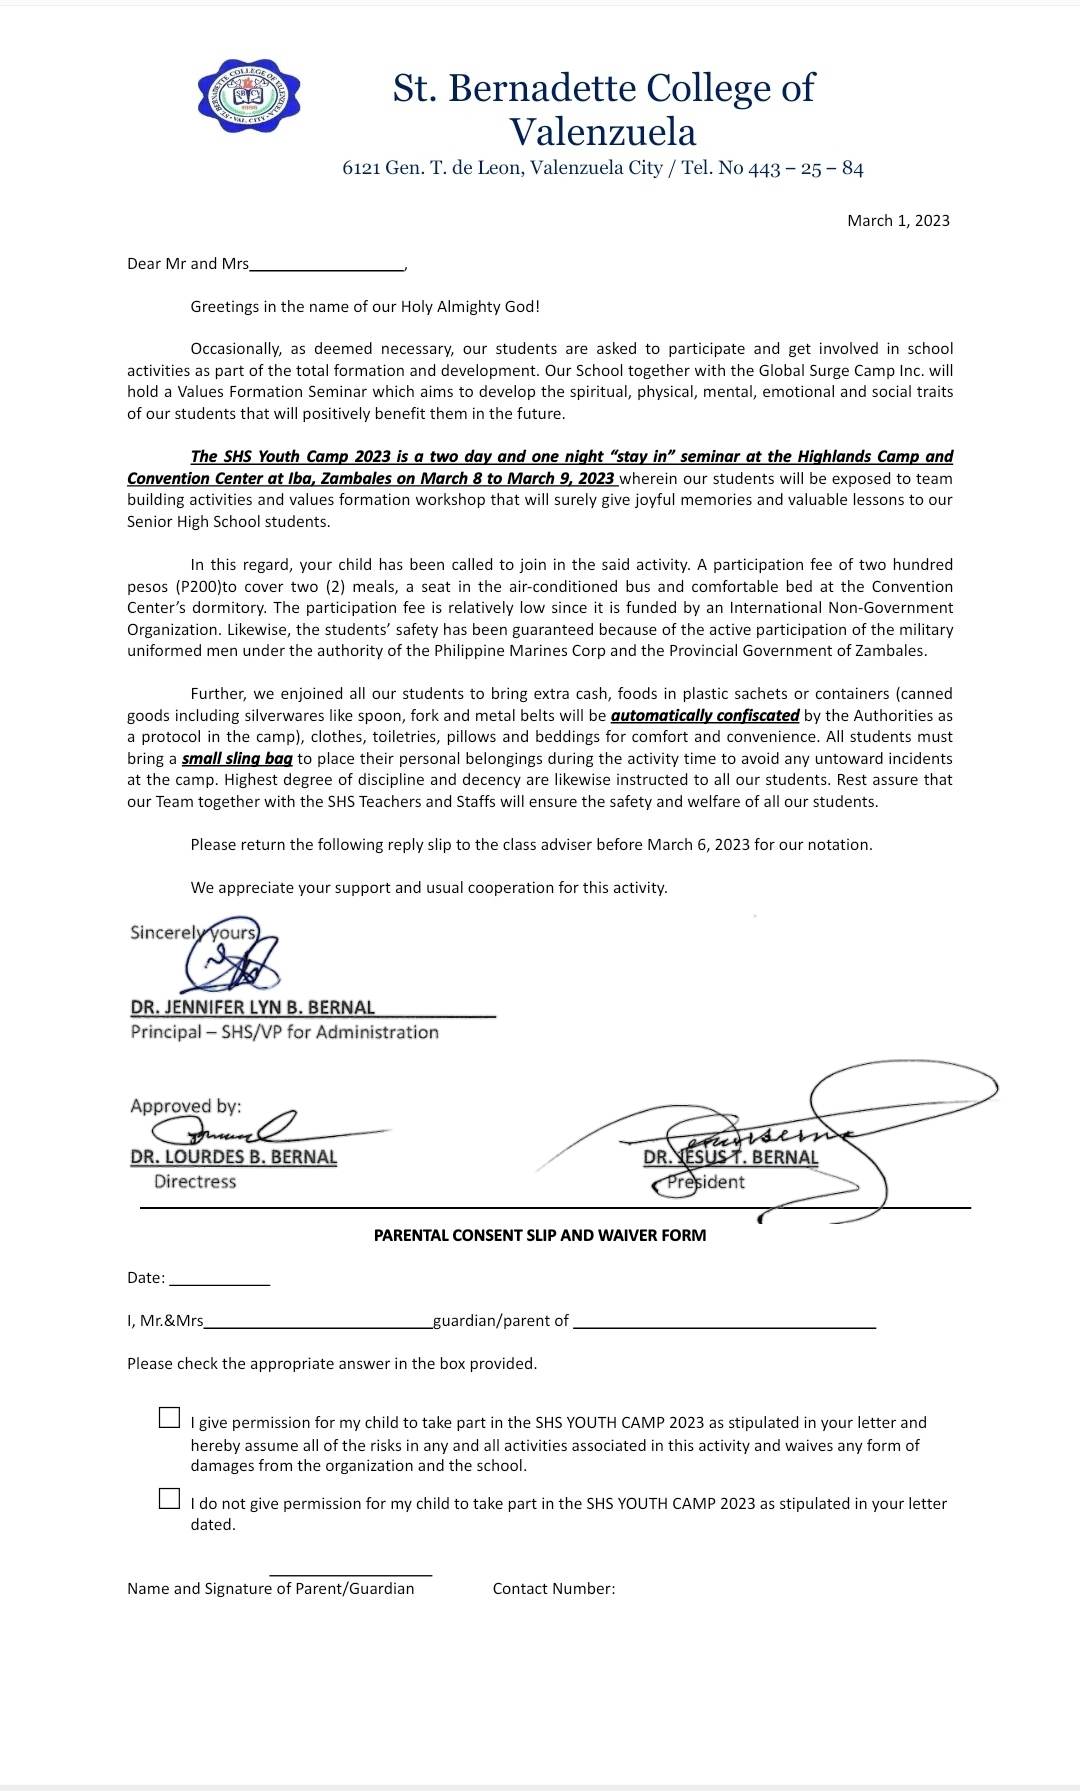 St. Bernadette College of
Valenzuela
6121 Gen. T. de Leon, Valenzuela City / Tel. No 443 – 25 – 84
March 1, 2023
Dear Mr and Mrs__________________,
Greetings in the name of our Holy Almighty God!
Occasionally, as deemed necessary, our students are asked to participate and get involved in school
activities as part of the total formation and development. Our School together with the Global Surge Camp Inc. will
hold a Values Formation Seminar which aims to develop the spiritual, physical, mental, emotional and social traits
of our students that will positively benefit them in the future.
The SHS Youth Camp 2023 is a two day and one night “stay in” seminar at the Highlands Camp and
Convention Center at Iba, Zambales on March 8 to March 9, 2023 wherein our students will be exposed to team
building activities and values formation workshop that will surely give joyful memories and valuable lessons to our
Senior High School students.
In this regard, your child has been called to join in the said activity. A participation fee of two hundred
pesos (P200)to cover two (2) meals, a seat in the air-conditioned bus and comfortable bed at the Convention
Center’s dormitory. The participation fee is relatively low since it is funded by an International Non-Government
Organization. Likewise, the students’ safety has been guaranteed because of the active participation of the military
uniformed men under the authority of the Philippine Marines Corp and the Provincial Government of Zambales.
Further, we enjoined all our students to bring extra cash, foods in plastic sachets or containers (canned
goods including silverwares like spoon, fork and metal belts will be automatically confiscated by the Authorities as
a protocol in the camp), clothes, toiletries, pillows and beddings for comfort and convenience. All students must
bring a small sling bag to place their personal belongings during the activity time to avoid any untoward incidents
at the camp. Highest degree of discipline and decency are likewise instructed to all our students. Rest assure that
our Team together with the SHS Teachers and Staffs will ensure the safety and welfare of all our students.
Please return the following reply slip to the class adviser before March 6, 2023 for our notation.
We appreciate your support and usual cooperation for this activity.
Sincerely yours,
DR. JENNIFER LYN B. BERNAL
Principal – SHS/VP for Administration
Approved by:
DR. LOURDES B. BERNAL DR. JESUS T. BERNAL
Directress President
PARENTAL CONSENT SLIP AND WAIVER FORM
Date: ____________
I, Mr.&Mrs___________________________guardian/parent of ____________________________________
Please check the appropriate answer in the box provided.
I give permission for my child to take part in the SHS YOUTH CAMP 2023 as stipulated in your letter and
hereby assume all of the risks in any and all activities associated in this activity and waives any form of
damages from the organization and the school.
I do not give permission for my child to take part in the SHS YOUTH CAMP 2023 as stipulated in your letter
dated.
Name and Signature of Parent/Guardian Contact Number: